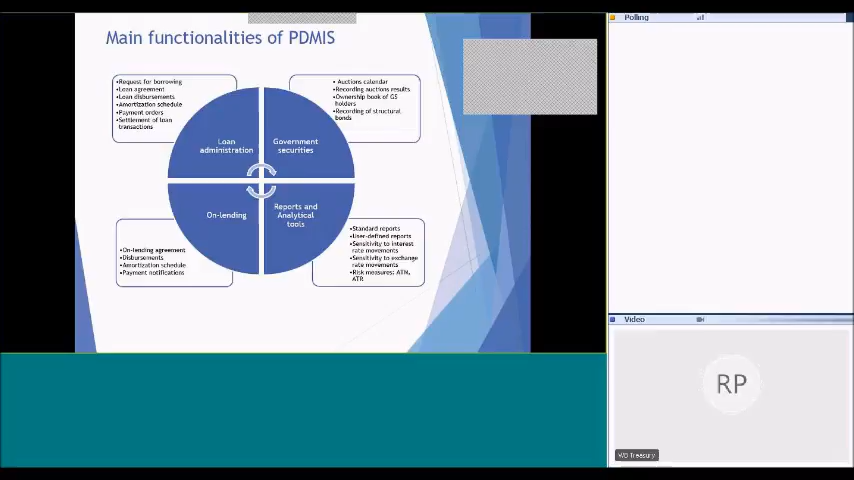 Polling
Main functionalities of PDMIS
•Request for borrowing
•Loan agreement
•Loan disbursements
•Amortization schedule
•Payment orders
•Settlement of loan
transactions
• Auctions calendar
•Recording auctions results
•Ownership book of GS
holders
•Recording of structural
bonds
Loan
administration
Government
securities
On-lending
Reports and
Analytical
tools
•On-lending agreement
•Disbursements
•Amortization schedule
•Payment notifications
•Standard reports
•User-defined reports
•Sensitivity to interest
rate movements
•Sensitivity to exchange
rate movements
•Risk measures: ATM,
ATR
Video
RP
WB Treasury